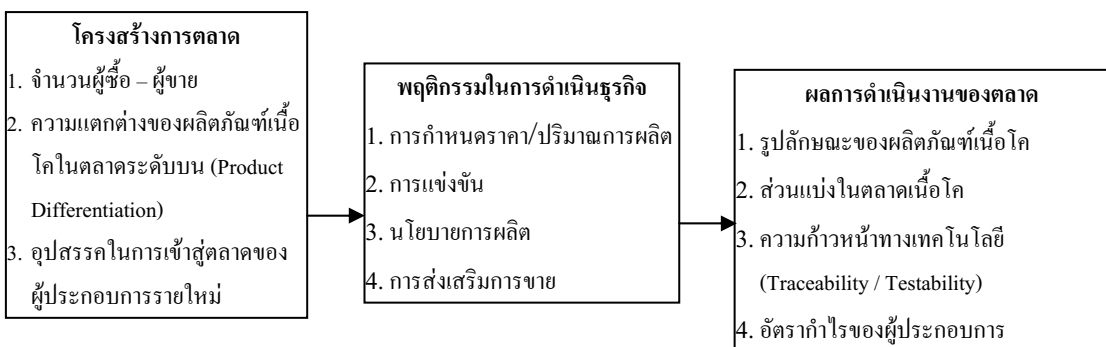 โครงสร้างการตลาด
1. จำนวนผู้ซื้อ – ผู้ขาย
2. ความแตกต่างของผลิตภัณฑ์เนื้อ
โคในตลาดระดับบน (Product
Differentiation)
3. อุปสรรคในการเข้าสู่ตลาดของ
ผู้ประกอบการรายใหม่
พฤติกรรมในการดำเนินธุรกิจ
1. การกำหนดราคา/ปริมาณการผลิต
2. การแข่งขัน
3. นโยบายการผลิต
4. การส่งเสริมการขาย
ผลการดำเนินงานของตลาด
1. รูปลักษณะของผลิตภัณฑ์เนื้อโค
2. ส่วนแบ่งในตลาดเนื้อโค
3. ความก้าวหน้าทางเทคโนโลยี
(Traceability / Testability)
4. อัตรากำไรของผู้ประกอบการ